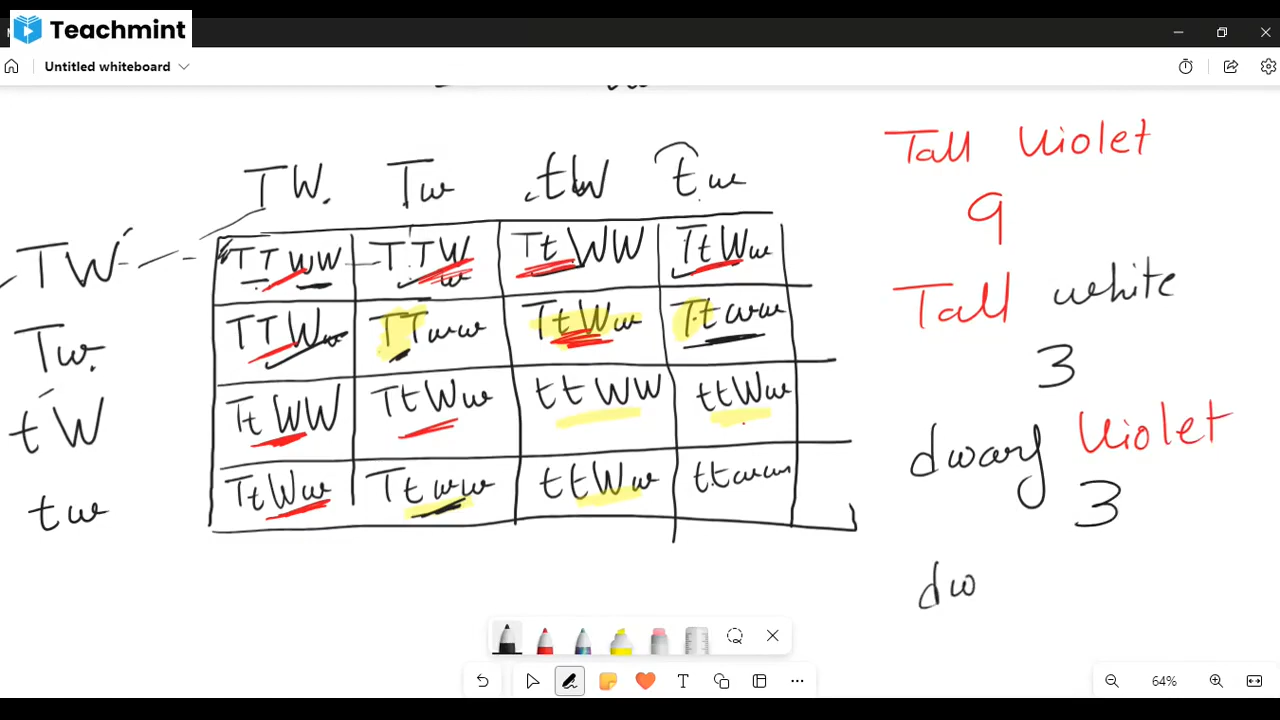 Teachmint
Untitled whiteboard
TW. Tw tW tw
TW TTWW TTWw TtWW TtWw
Tw. TTWw TTww TtWw Ttww
tW TtWW TtWw ttWW ttWw
tw TtWw Ttww ttWw ttww
Tall Violet
9
Tall white
3
dwarf Violet
3
dw
64%